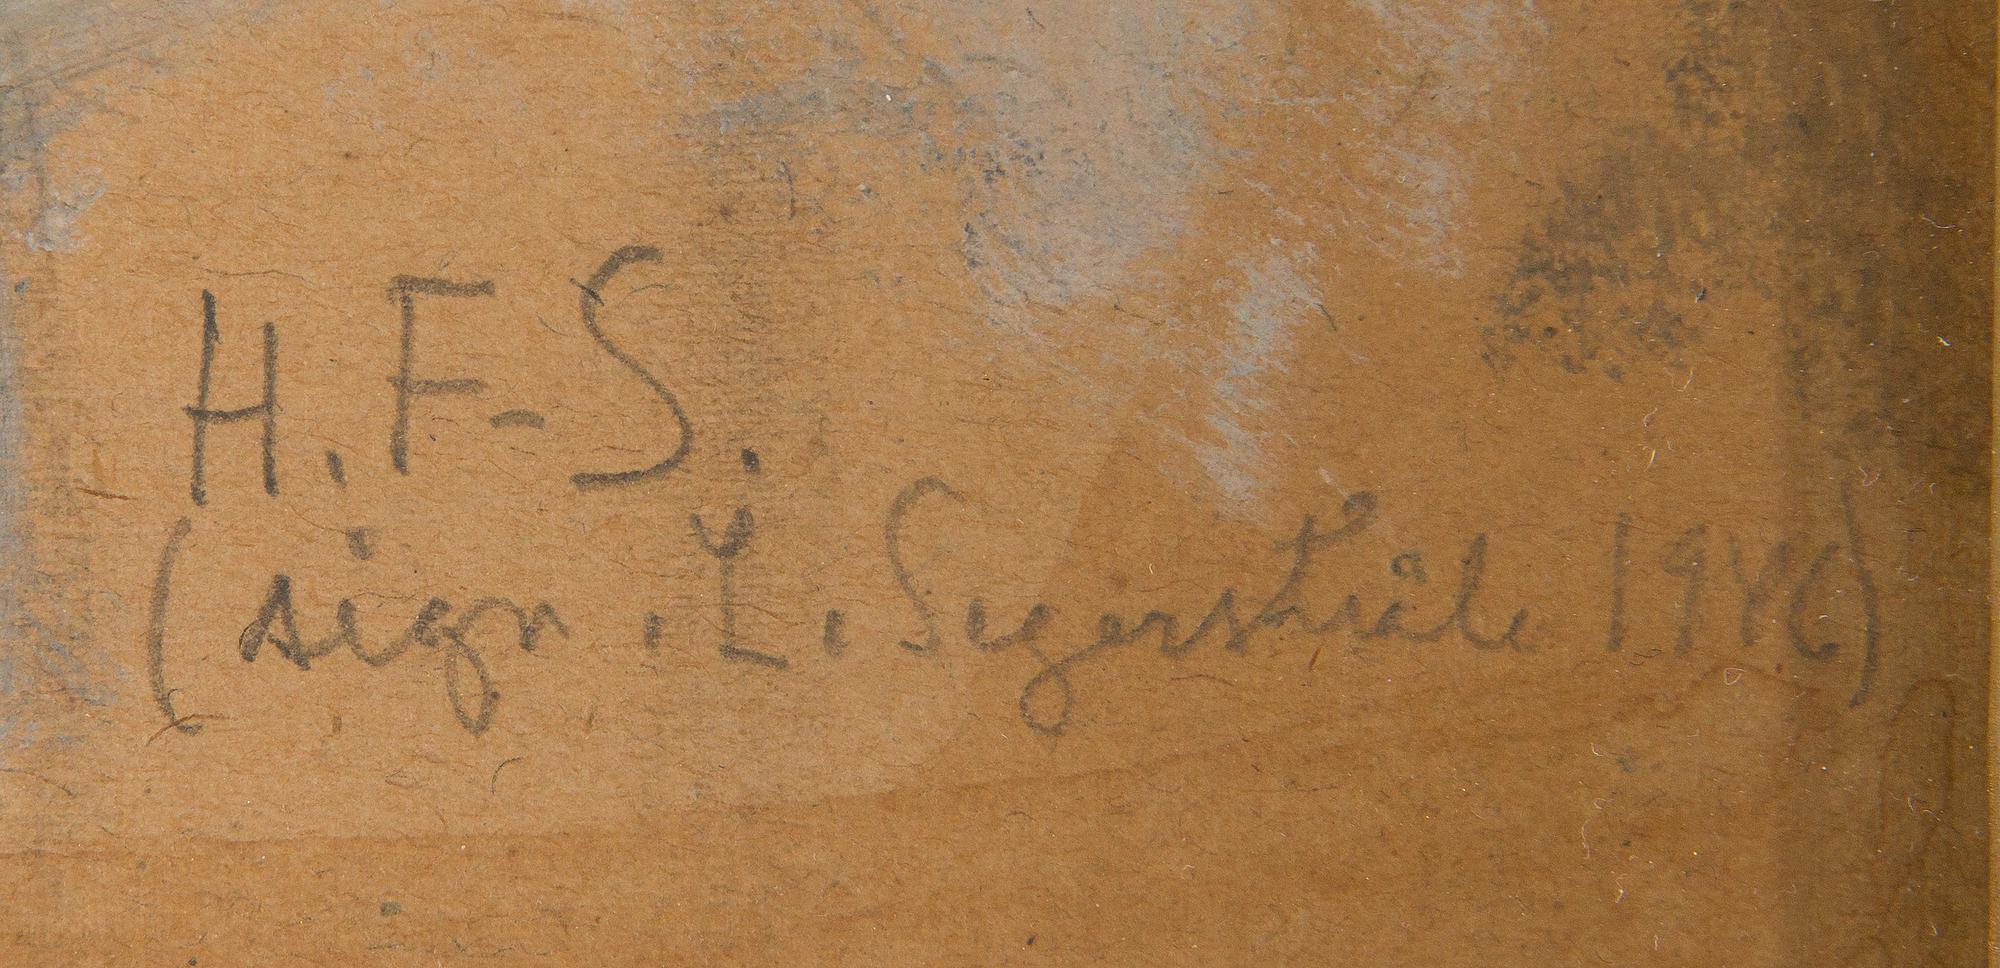 H.F-S.
(sign. L. Segerstråle 1946)